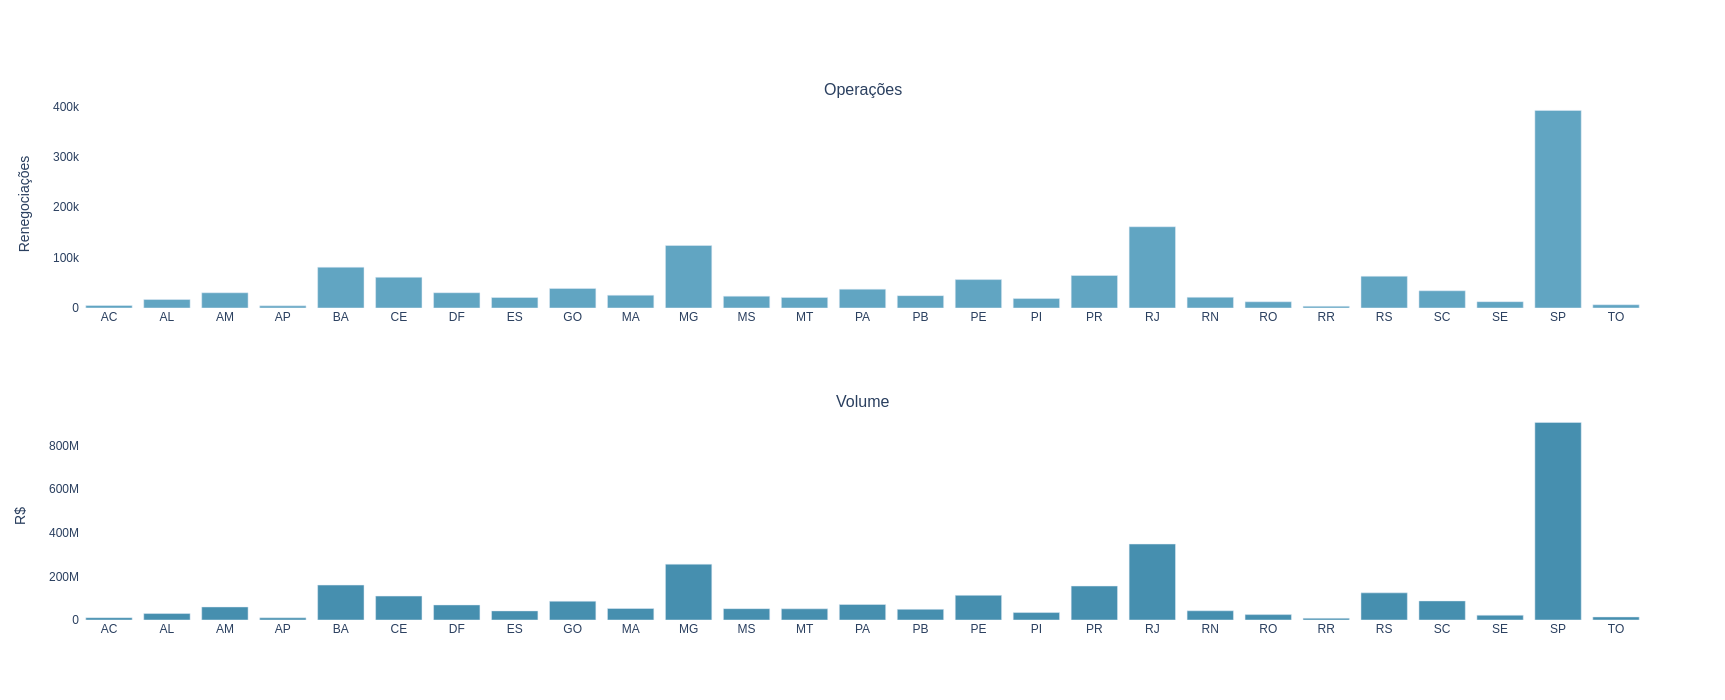 Operações
Renegociações
400k
300k
200k
100k
0
AC AL AM AP BA CE DF ES GO MA MG MS MT PA PB PE PI PR RJ RN RO RR RS SC SE SP TO
Volume
R$
800M
600M
400M
200M
0
AC AL AM AP BA CE DF ES GO MA MG MS MT PA PB PE PI PR RJ RN RO RR RS SC SE SP TO